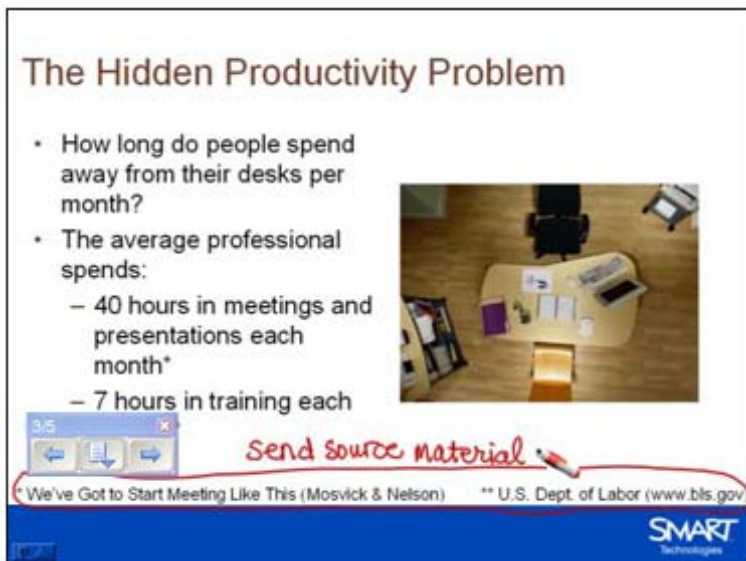 The Hidden Productivity Problem
• How long do people spend
away from their desks per
month?
• The average professional
spends:
– 40 hours in meetings and
presentations each
month*
– 7 hours in training each
3/5
send source material
* We've Got to Start Meeting Like This (Mosvick & Nelson) ** U.S. Dept. of Labor (www.bls.gov)
SMART
Technologies